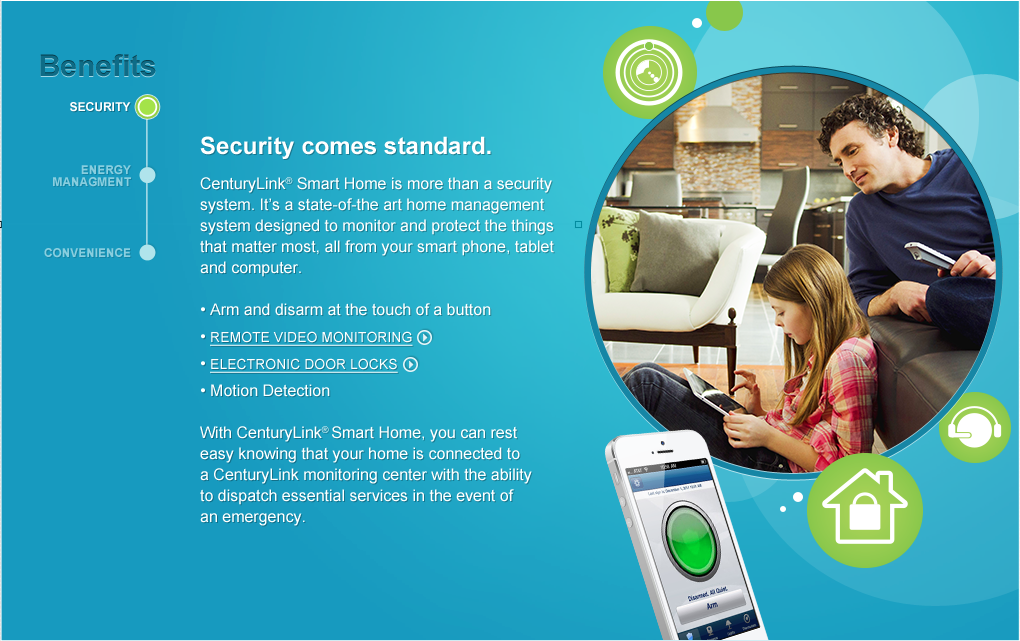 Benefits
SECURITY
ENERGY
MANAGMENT
CONVENIENCE
Security comes standard.
CenturyLink® Smart Home is more than a security
system. It's a state-of-the art home management
system designed to monitor and protect the things
that matter most, all from your smart phone, tablet
and computer.
• Arm and disarm at the touch of a button
• REMOTE VIDEO MONITORING
• ELECTRONIC DOOR LOCKS
• Motion Detection
With CenturyLink® Smart Home, you can rest
easy knowing that your home is connected to
a CenturyLink monitoring center with the ability
to dispatch essential services in the event of
an emergency.
AT&T
Disarmed. All Quiet.
Arm